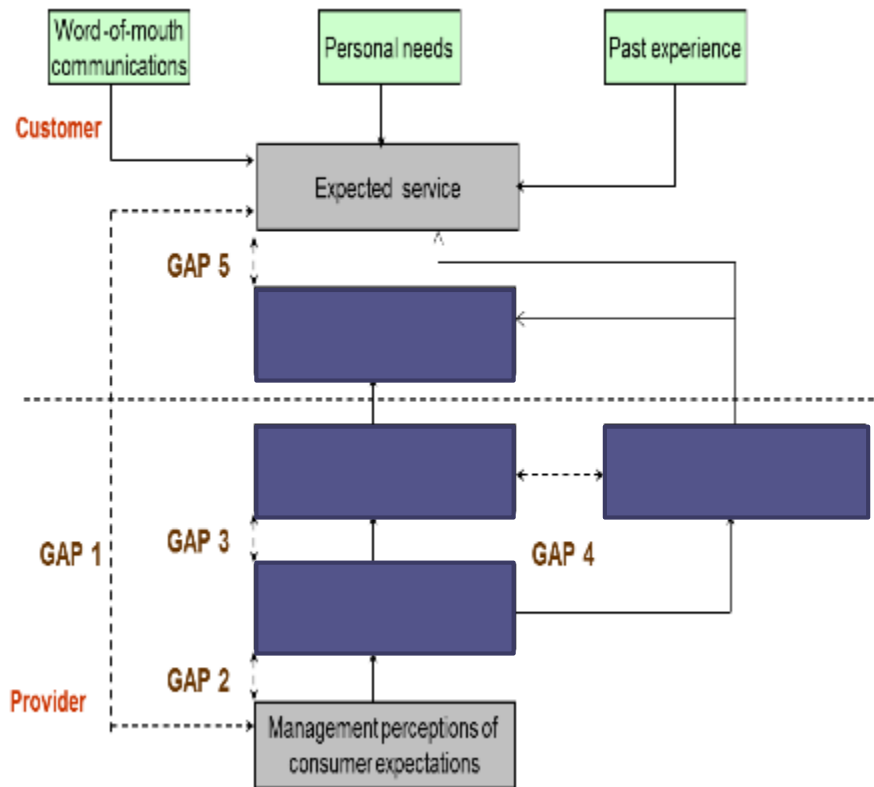 Word-of-mouth
communications
Personal needs
Past experience
Customer
Expected service
GAP 5
GAP 3
GAP 1
GAP 4
GAP 2
Provider
Management perceptions of
consumer expectations